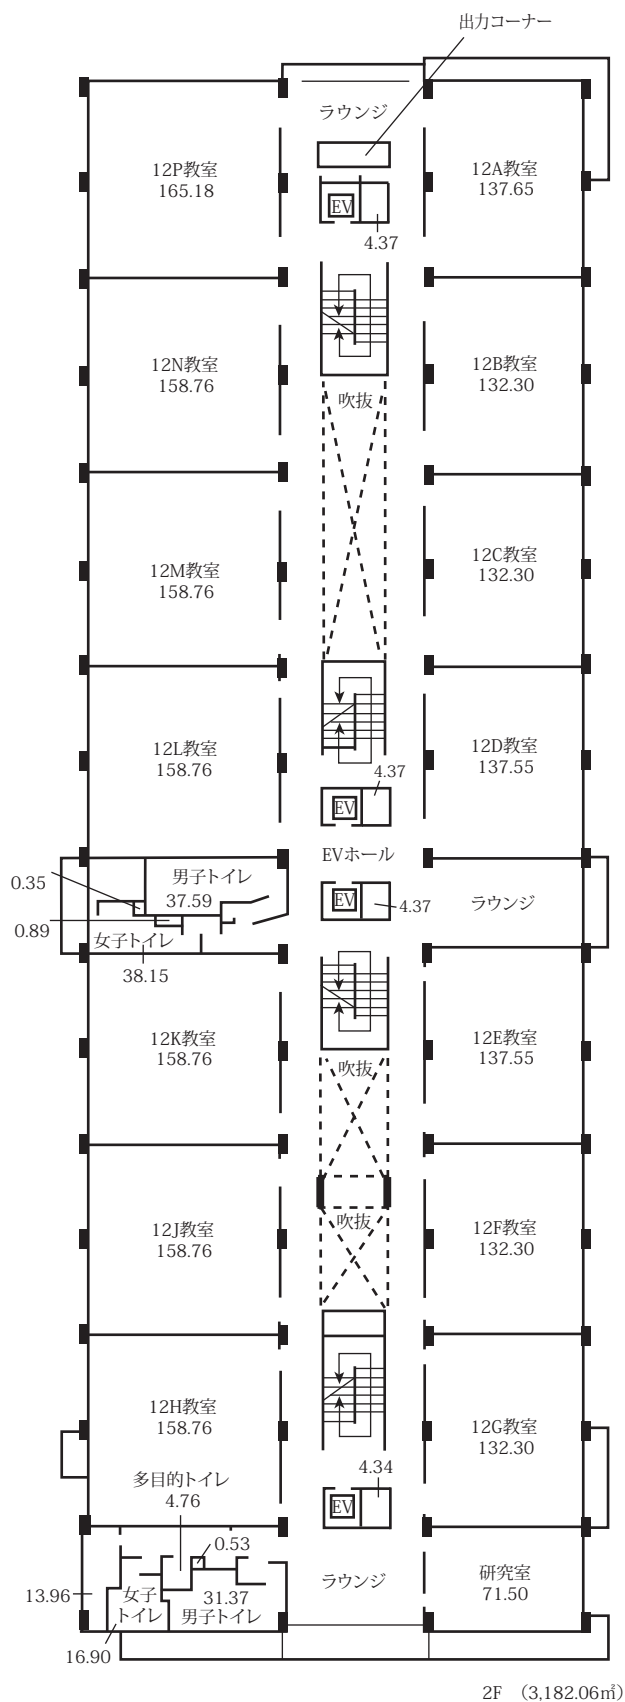 出力コーナー
ラウンジ
12P教室
165.18
12A教室
137.65
EV
4.37
12N教室
158.76
12B教室
132.30
吹抜
12M教室
158.76
12C教室
132.30
12L教室
158.76
12D教室
137.55
4.37
EV
EVホール
0.35
男子トイレ
37.59
EV
4.37
ラウンジ
0.89
女子トイレ
38.15
12K教室
158.76
12E教室
137.55
吹抜
12J教室
158.76
吹抜
12F教室
132.30
12H教室
158.76
12G教室
132.30
多目的トイレ
4.76
4.34
EV
0.53
13.96
女子
トイレ
31.37
男子トイレ
16.90
ラウンジ
研究室
71.50
2F (3,182.06㎡)